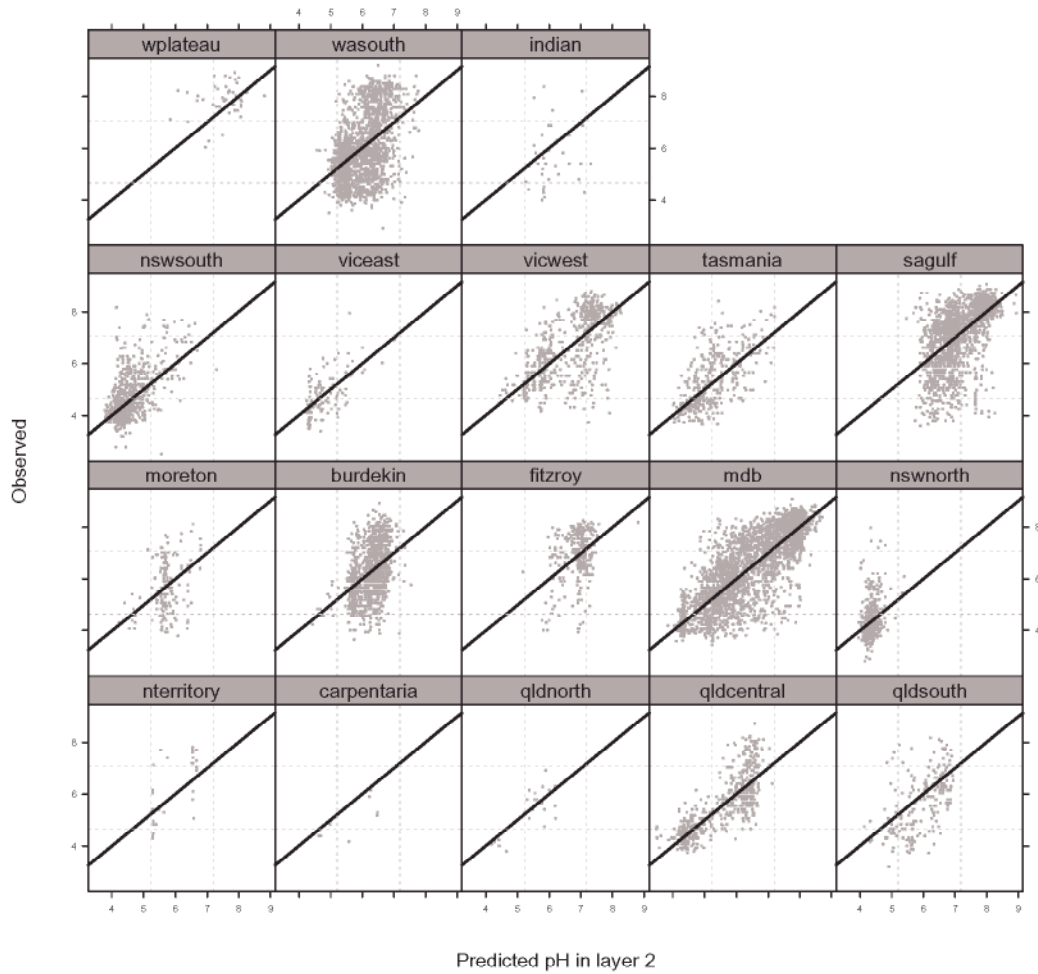 4 5 6 7 8 9
wplateau wasouth indian
8
6
4
8
6
4
nswsouth viceast vicwest tasmania sagulf
8
6
4
Observed
moreton burdekin fitzroy mdb nswnorth
8
6
4
nterritory carpentaria qldnorth qldcentral qldsouth
8
6
4
4 5 6 7 8 9 4 5 6 7 8 9 4 5 6 7 8 9
Predicted pH in layer 2